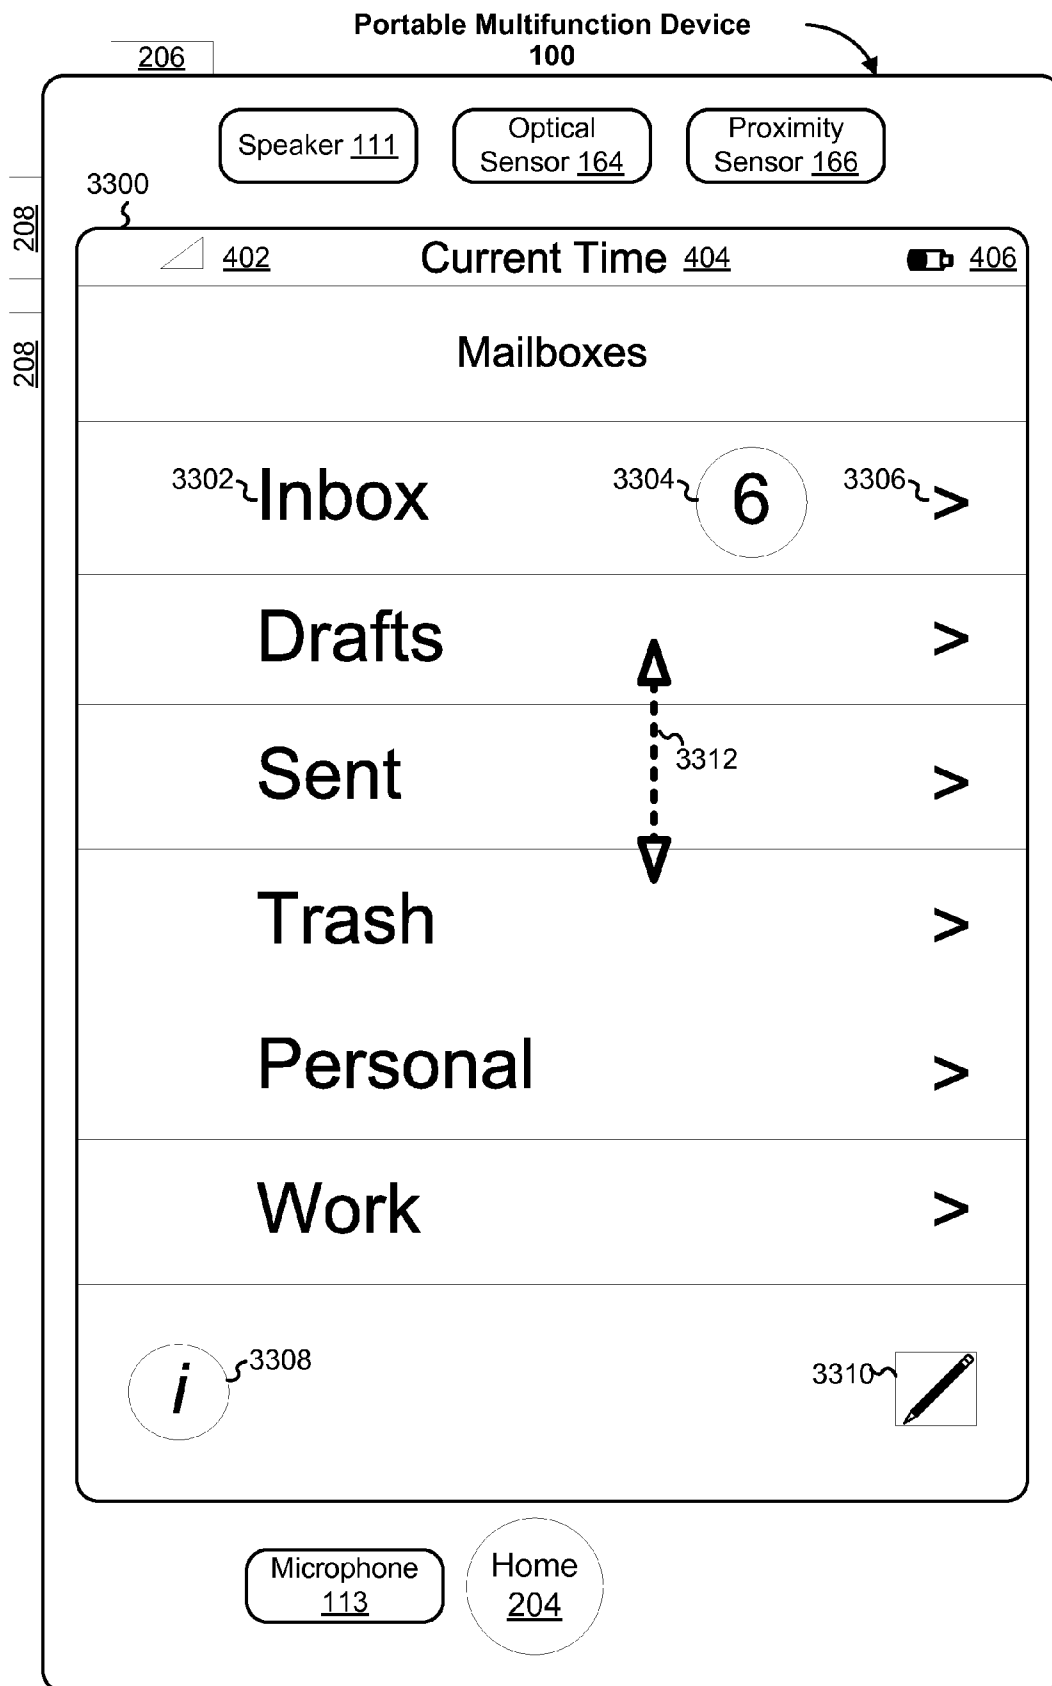 Portable Multifunction Device
100
206
Speaker 111
Optical
Sensor 164
Proximity
Sensor 166
3300
208
208
402
Current Time 404
406
Mailboxes
3302
Inbox
3304
6
3306
>
Drafts
>
3312
Sent
>
Trash
>
Personal
>
Work
>
i
3308
3310
Microphone
113
Home
204